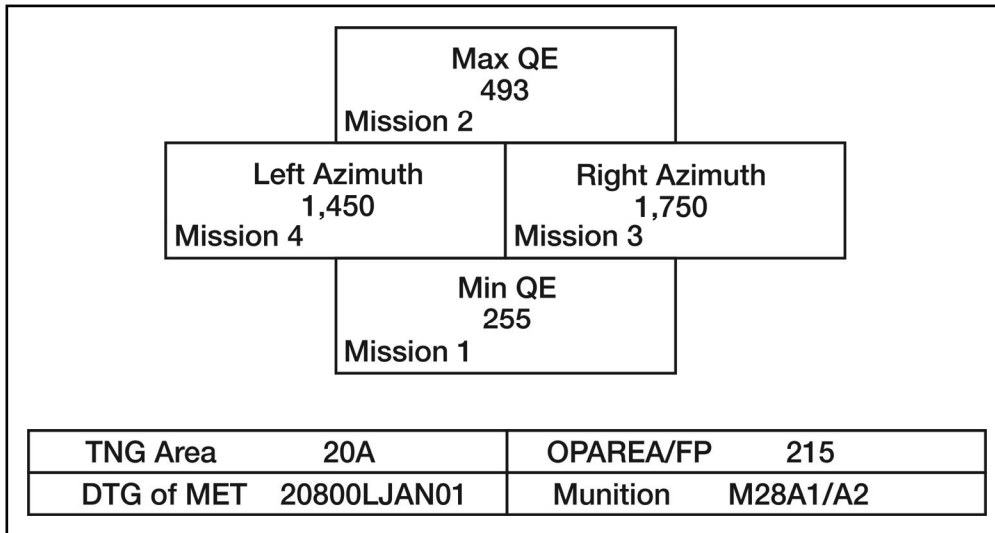 Max QE
493
Mission 2
Left Azimuth
1,450
Mission 4
Right Azimuth
1,750
Mission 3
Min QE
255
Mission 1
TNG Area 20A OPAREA/FP 215
DTG of MET 20800LJAN01 Munition M28A1/A2